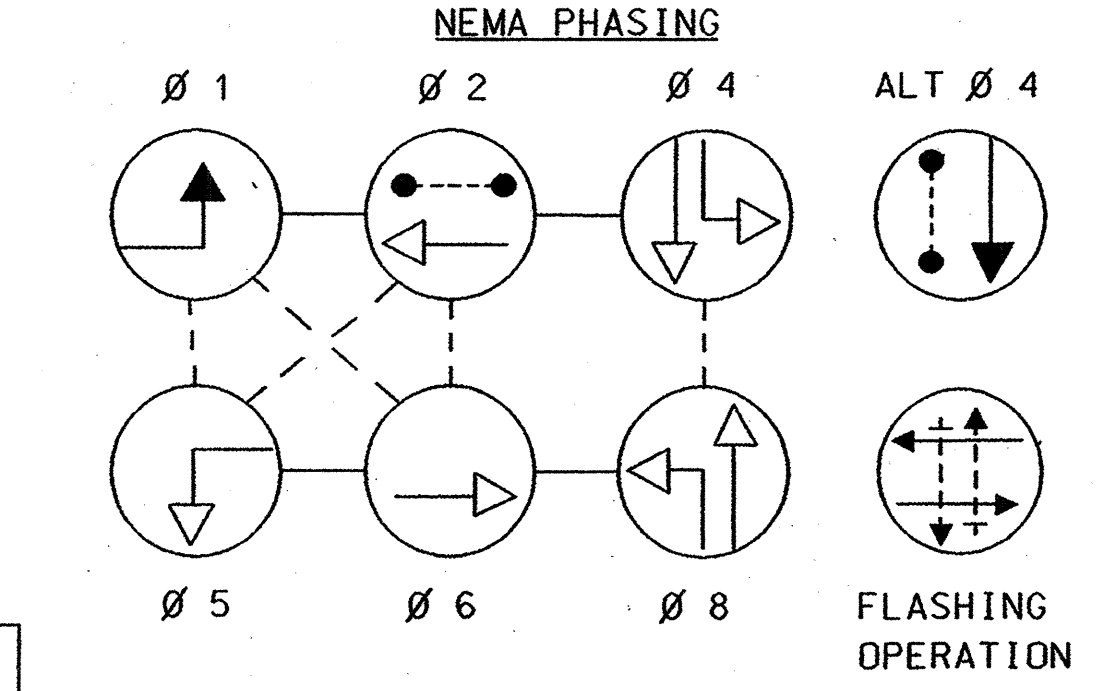 NEMA PHASING
Ø 1
Ø 2
Ø 4
ALT Ø 4
Ø 5
Ø 6
Ø 8
FLASHING
OPERATION